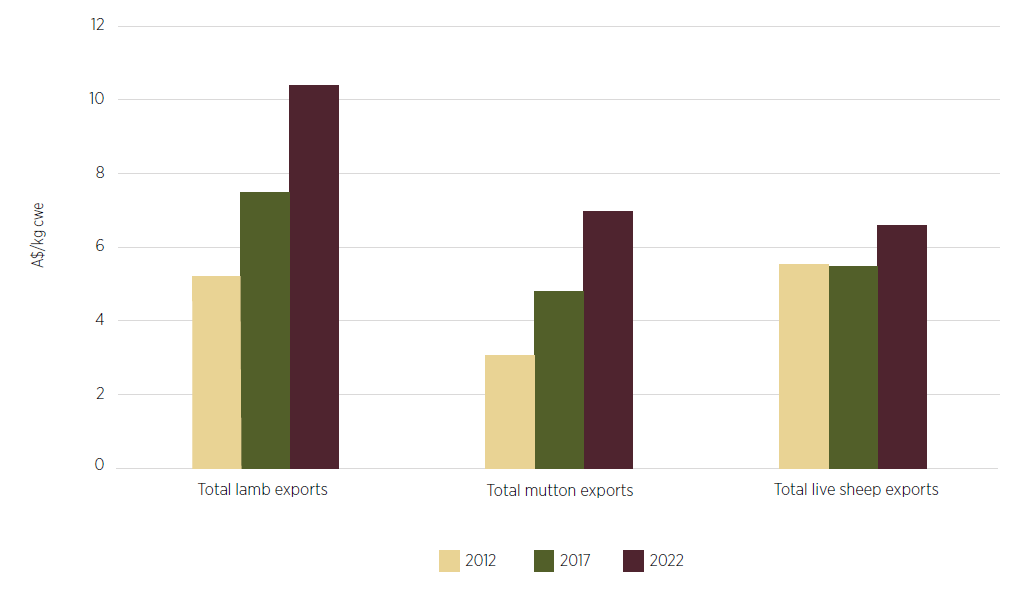 12
10
8
6
4
2
0
A$/kg cwe
Total lamb exports
Total mutton exports
Total live sheep exports
2012
2017
2022